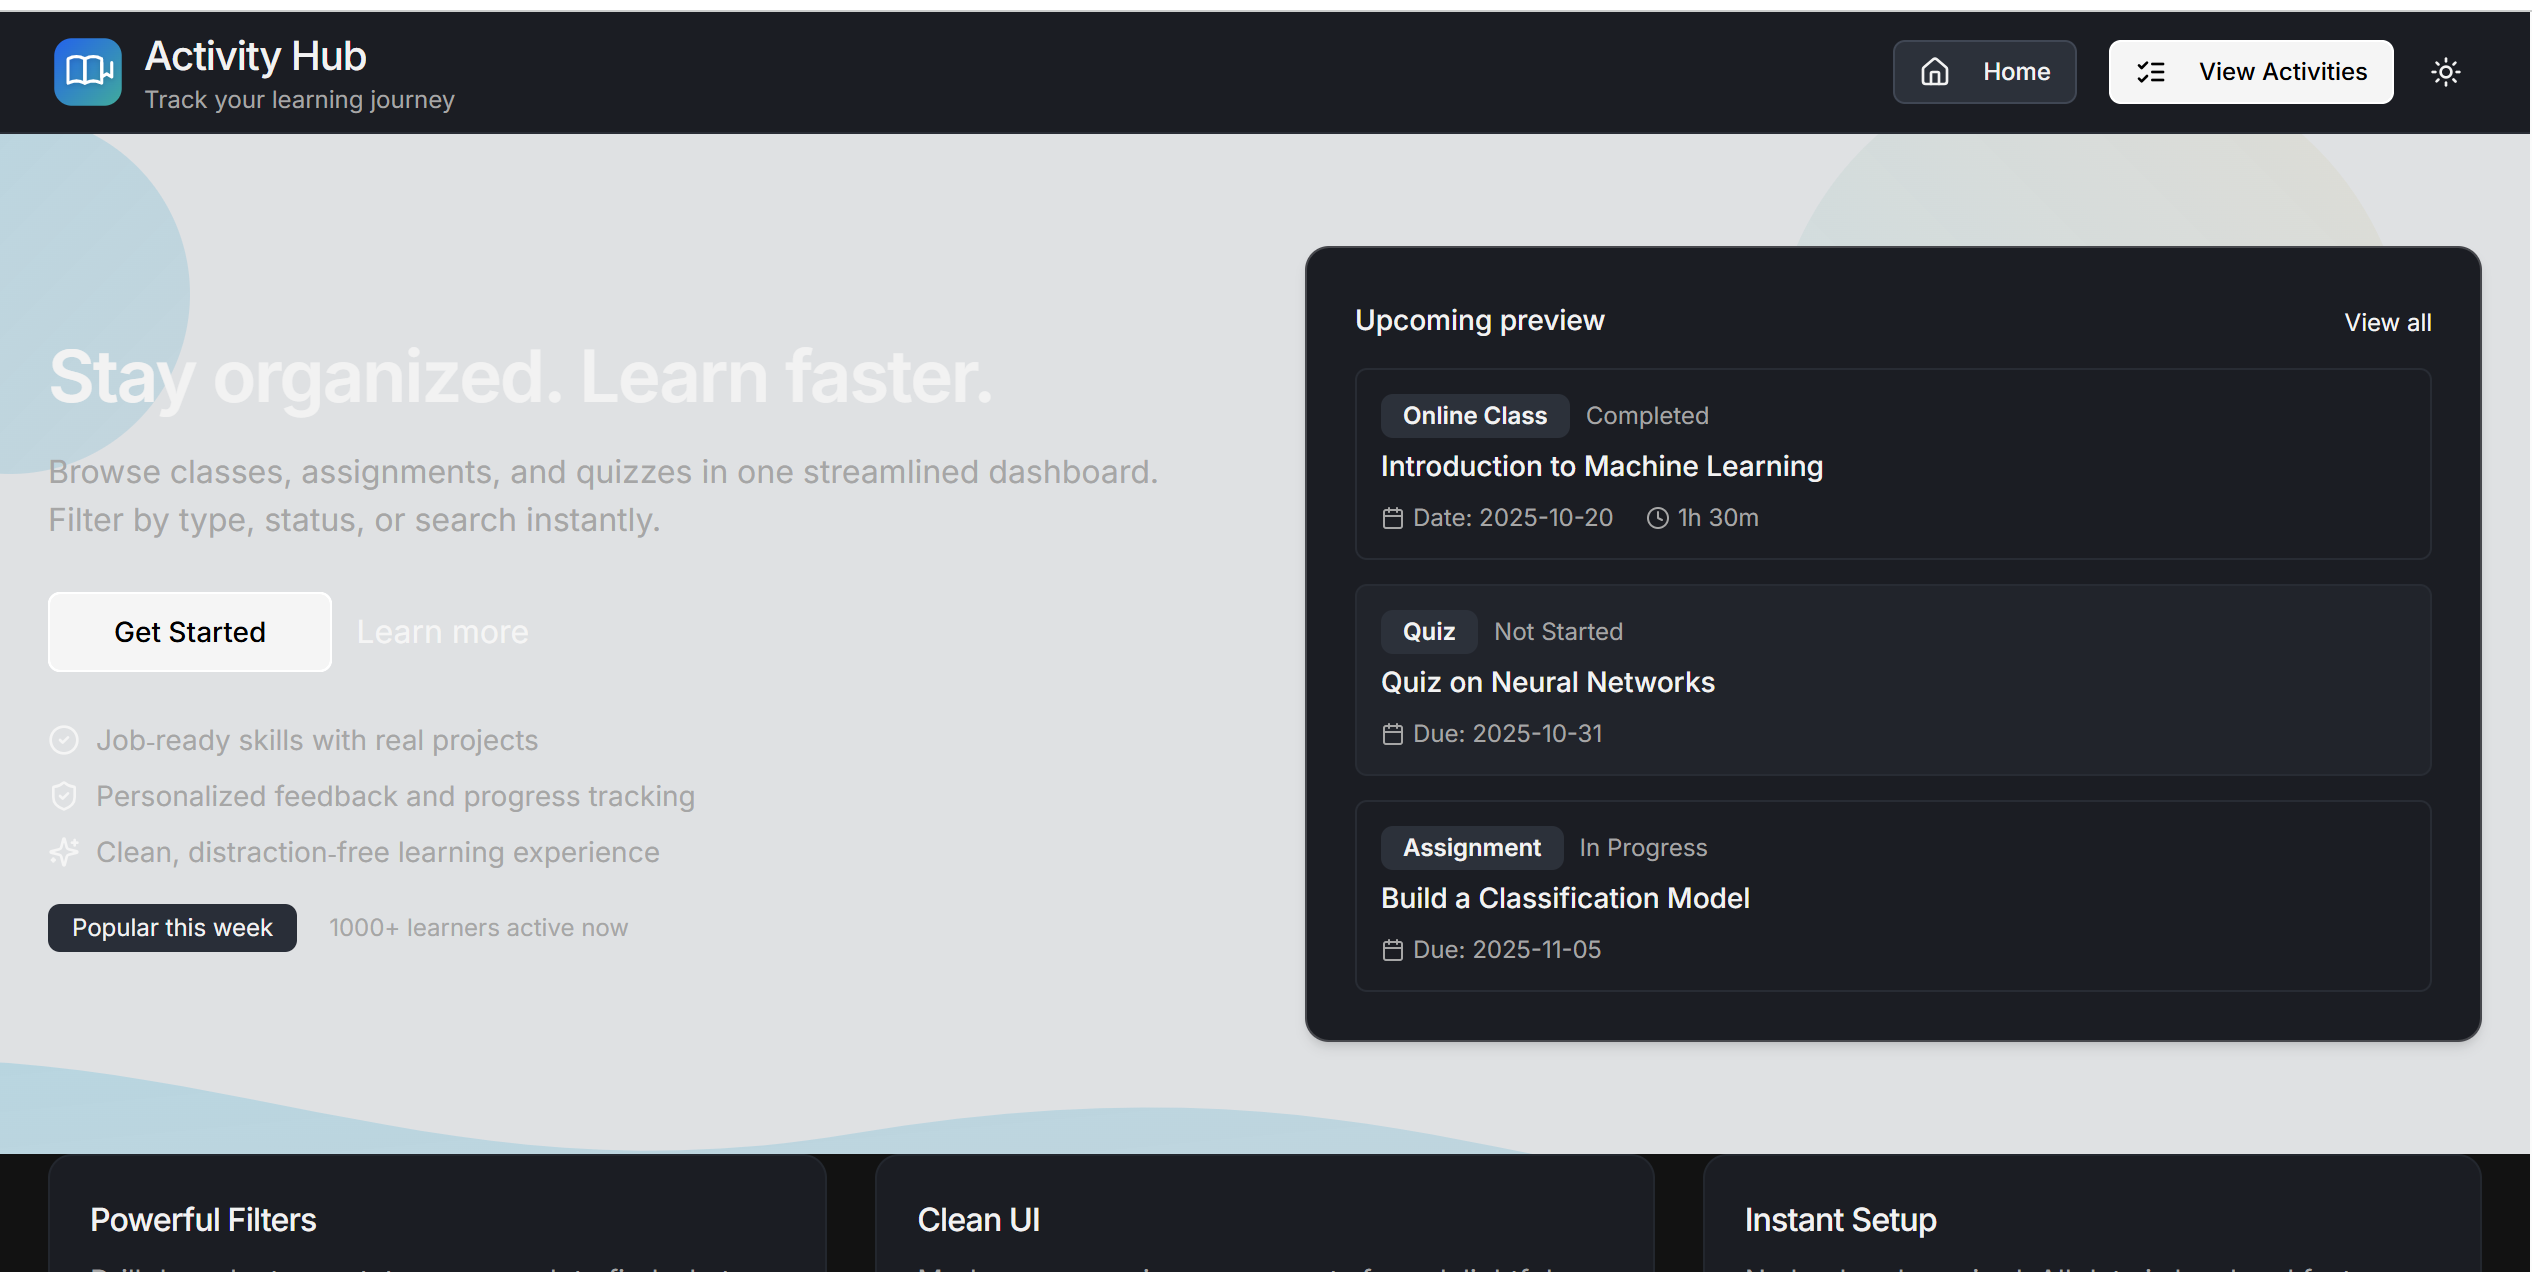 Activity Hub
Track your learning journey
Home
View Activities
Stay organized. Learn faster.
Browse classes, assignments, and quizzes in one streamlined dashboard.
Filter by type, status, or search instantly.
Get Started
Learn more
Job-ready skills with real projects
Personalized feedback and progress tracking
Clean, distraction-free learning experience
Popular this week
1000+ learners active now
Upcoming preview
View all
Online Class
Completed
Introduction to Machine Learning
Date: 2025-10-20
1h 30m
Quiz
Not Started
Quiz on Neural Networks
Due: 2025-10-31
Assignment
In Progress
Build a Classification Model
Due: 2025-11-05
Powerful Filters
Clean UI
Instant Setup